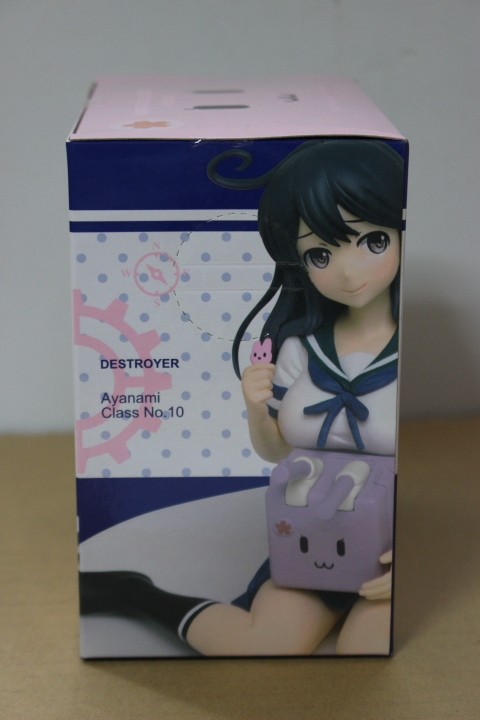 N
W
S
DESTROYER
Ayanami
Class No.10